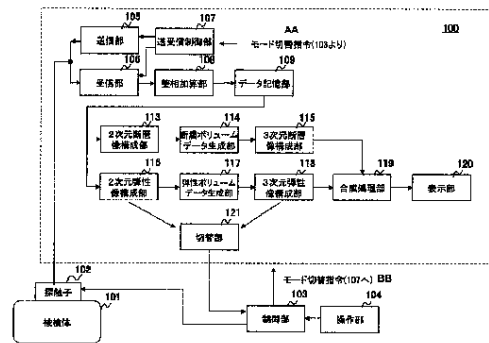 AA
100
105
送信部
107
送受信制御部
モード切替指令(103より)
106
受信部
108
整相加算部
109
データ記憶部
113
2次元断層
像構成部
114
断層ボリューム
データ生成部
115
3次元断層
像構成部
116
2次元弾性
像構成部
117
弾性ボリューム
データ生成部
118
3次元弾性
像構成部
119
合成処理部
120
表示部
121
切替部
モード切替指令(107へ)
BB
102
探触子
101
被検体
103
制御部
104
操作部